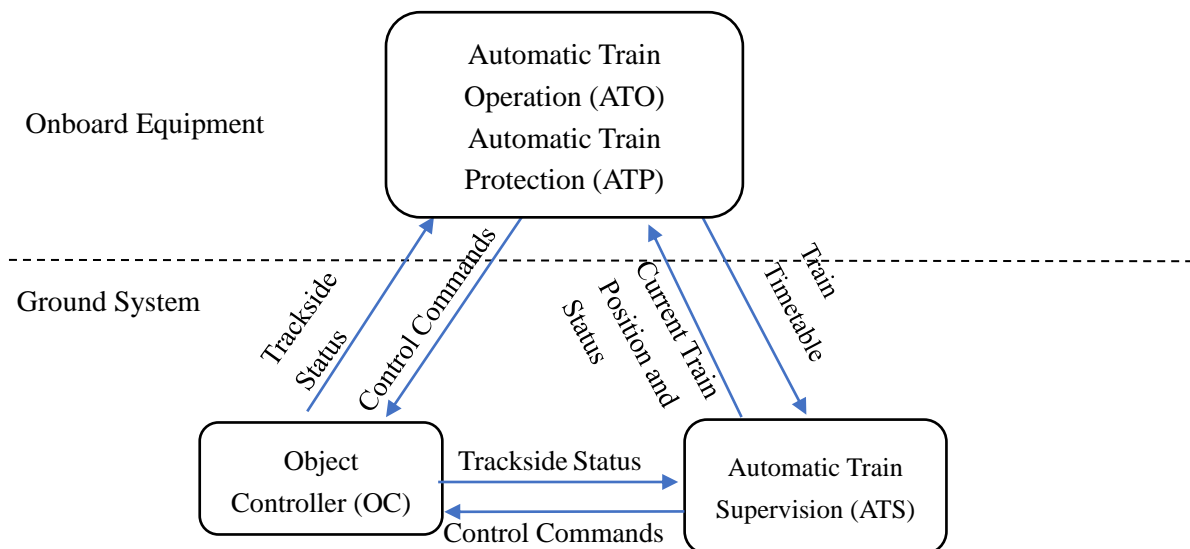 Automatic Train
Operation (ATO)
Automatic Train
Protection (ATP)
Onboard Equipment
Ground System
Trackside
Status
Control Commands
Current Train
Position and
Status
Train
Timetable
Object
Controller (OC)
Trackside Status
Control Commands
Automatic Train
Supervision (ATS)